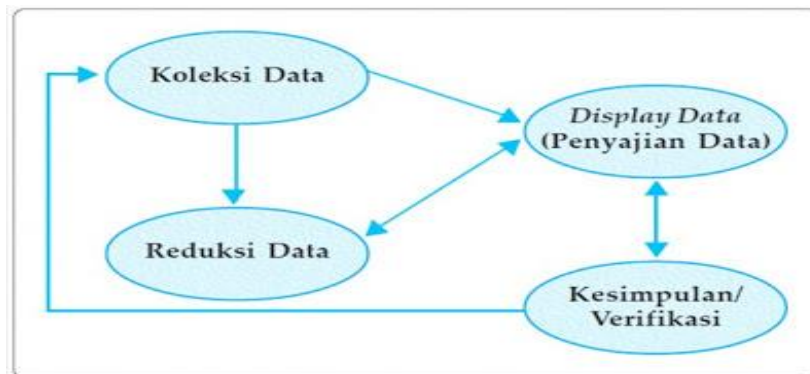 Koleksi Data
Display Data
(Penyajian Data)
Reduksi Data
Kesimpulan/
Verifikasi